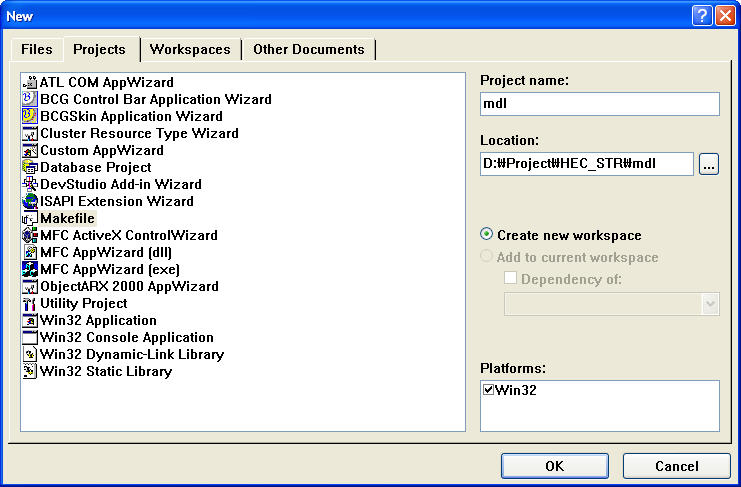 New
Files Projects Workspaces Other Documents
ATL COM AppWizard
BCG Control Bar Application Wizard
BCGSkin Application Wizard
Cluster Resource Type Wizard
Custom AppWizard
Database Project
DevStudio Add-in Wizard
ISAPI Extension Wizard
Makefile
MFC ActiveX ControlWizard
MFC AppWizard (dll)
MFC AppWizard (exe)
ObjectARX 2000 AppWizard
Utility Project
Win32 Application
Win32 Console Application
Win32 Dynamic-Link Library
Win32 Static Library
Project name:
mdl
Location:
D:₩Project₩HEC_STR₩mdl
...
Create new workspace
Add to current workspace
Dependency of:
Platforms:
Win32
OK Cancel